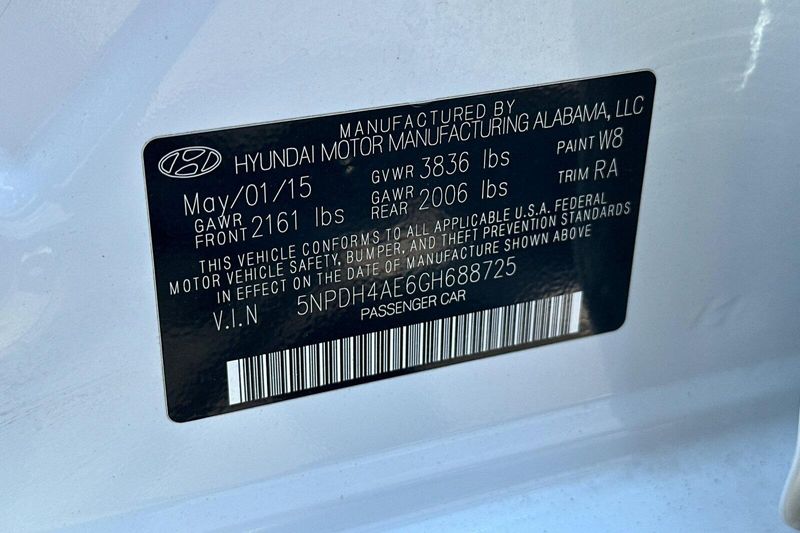 MANUFACTURED BY
HYUNDAI MOTOR MANUFACTURING ALABAMA, LLC
May/01/15 GVWR 3836 lbs PAINT W8
GAWR FRONT 2161 lbs GAWR REAR 2006 lbs TRIM RA
THIS VEHICLE CONFORMS TO ALL APPLICABLE U.S.A. FEDERAL
MOTOR VEHICLE SAFETY, BUMPER, AND THEFT PREVENTION STANDARDS
IN EFFECT ON THE DATE OF MANUFACTURE SHOWN ABOVE
V.I.N 5NPDH4AE6GH688725
PASSENGER CAR